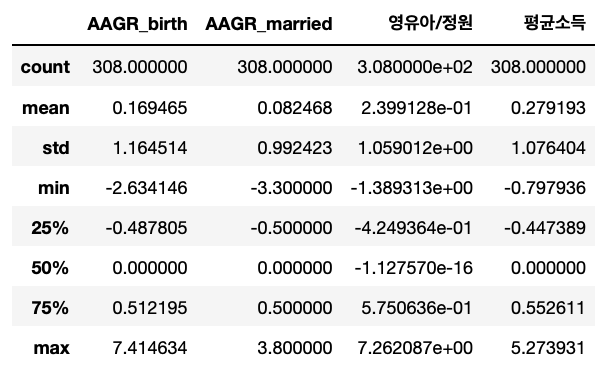 AAGR_birth AAGR_married 영유아/정원 평균소득
count 308.000000 308.000000 3.080000e+02 308.000000
mean 0.169465 0.082468 2.399128e-01 0.279193
std 1.164514 0.992423 1.059012e+00 1.076404
min -2.634146 -3.300000 -1.389313e+00 -0.797936
25% -0.487805 -0.500000 -4.249364e-01 -0.447389
50% 0.000000 0.000000 -1.127570e-16 0.000000
75% 0.512195 0.500000 5.750636e-01 0.552611
max 7.414634 3.800000 7.262087e+00 5.273931